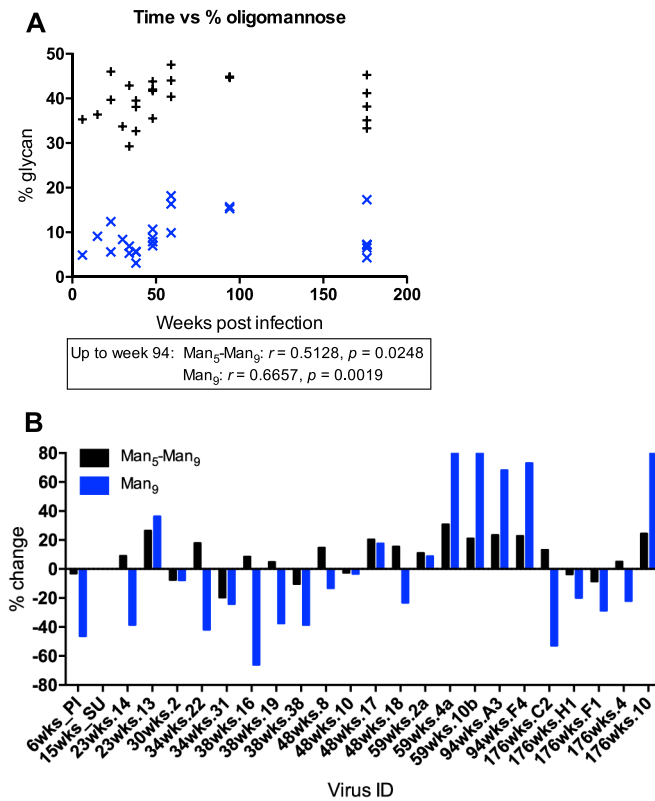 A
Time vs % oligomannose
50
40
30
20
10
0
% glycan
0 50 100 150 200
Weeks post infection
Up to week 94: Man₅-Man₉: r = 0.5128, p = 0.0248
Man₉: r = 0.6657, p = 0.0019
B
80
60
40
20
0
-20
-40
-60
-80
% change
Man₅-Man₉
Man₉
6wks_PI
15wks_SU
23wks.14
23wks.13
30wks.2
34wks.22
34wks.31
38wks.16
38wks.19
38wks.38
48wks.8
48wks.10
48wks.17
48wks.18
59wks.2a
59wks.4a
59wks.10b
94wks.A3
94wks.F4
176wks.C2
176wks.H1
176wks.F1
176wks.4
176wks.10
Virus ID